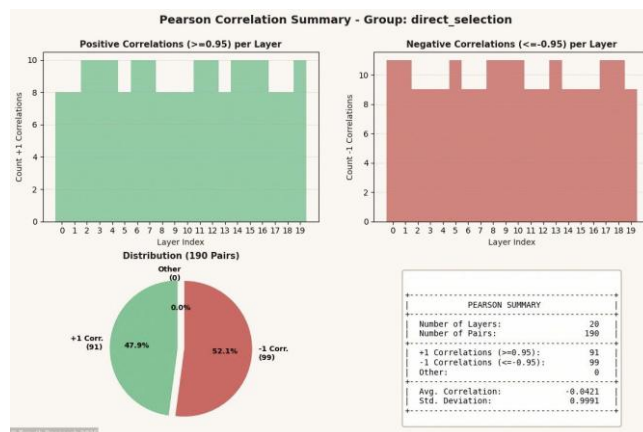 Pearson Correlation Summary - Group: direct_selection
Positive Correlations (>=0.95) per Layer
Count +1 Correlations
10
8
6
4
2
0
0 1 2 3 4 5 6 7 8 9 10 11 12 13 14 15 16 17 18 19
Layer Index
Negative Correlations (<=-0.95) per Layer
Count -1 Correlations
10
8
6
4
2
0
0 1 2 3 4 5 6 7 8 9 10 11 12 13 14 15 16 17 18 19
Layer Index
Distribution (190 Pairs)
Other
(0)
0.0%
+1 Corr.
(91)
47.9%
52.1%
-1 Corr.
(99)
PEARSON SUMMARY
Number of Layers: 20
Number of Pairs: 190
+1 Correlations (>=0.95): 91
-1 Correlations (<=-0.95): 99
Other: 0
Avg. Correlation: -0.0421
Std. Deviation: 0.9991